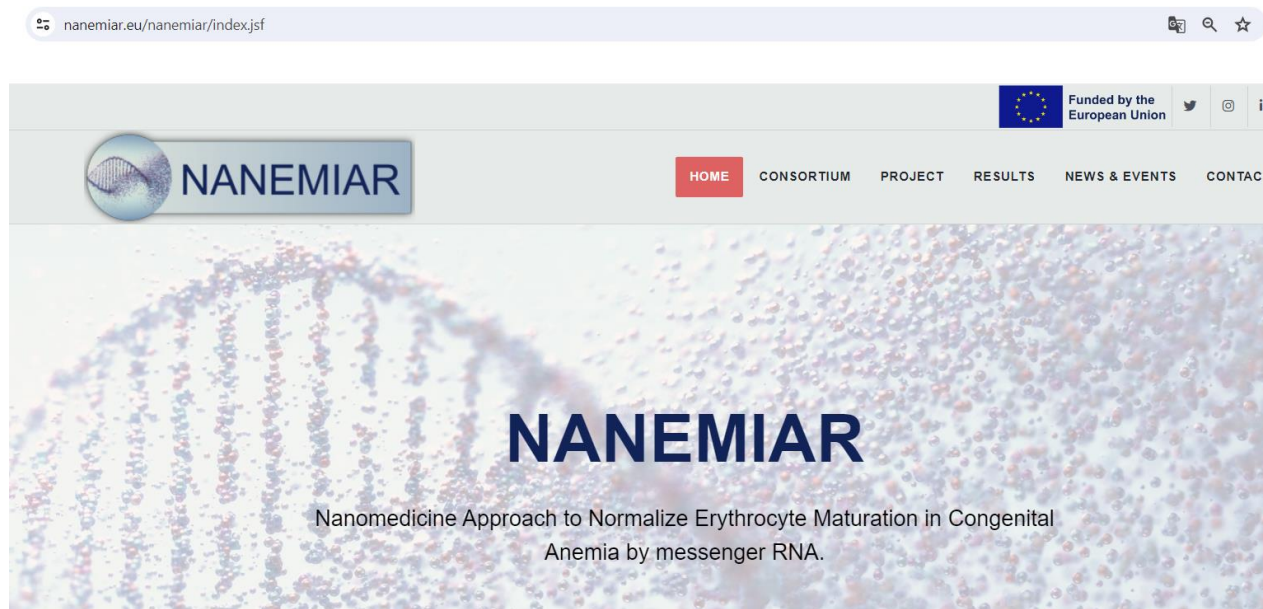 nanemiar.eu/nanemiar/index.jsf
Funded by the
European Union
NANEMIAR
HOME CONSORTIUM PROJECT RESULTS NEWS & EVENTS CONTAC
NANEMIAR
Nanomedicine Approach to Normalize Erythrocyte Maturation in Congenital
Anemia by messenger RNA.